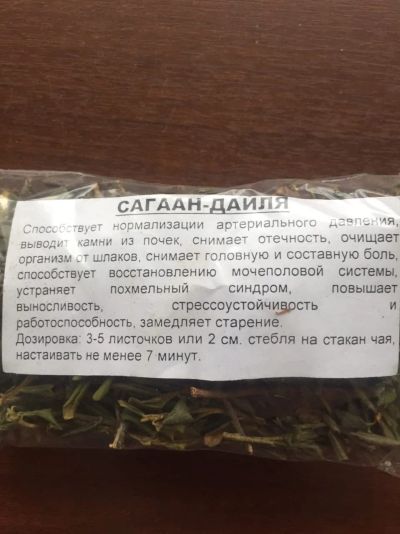 САГААН-ДАЙЛЯ
Способствует нормализации артериального давления,
выводит камни из почек, снимает отечность, очищает
организм от шлаков, снимает головную и составную боль,
способствует восстановлению мочеполовой системы,
устраняет похмельный синдром, повышает
выносливость, стрессоустойчивость и
работоспособность, замедляет старение.
Дозировка: 3-5 листочков или 2 см. стебля на стакан чая,
настаивать не менее 7 минут.